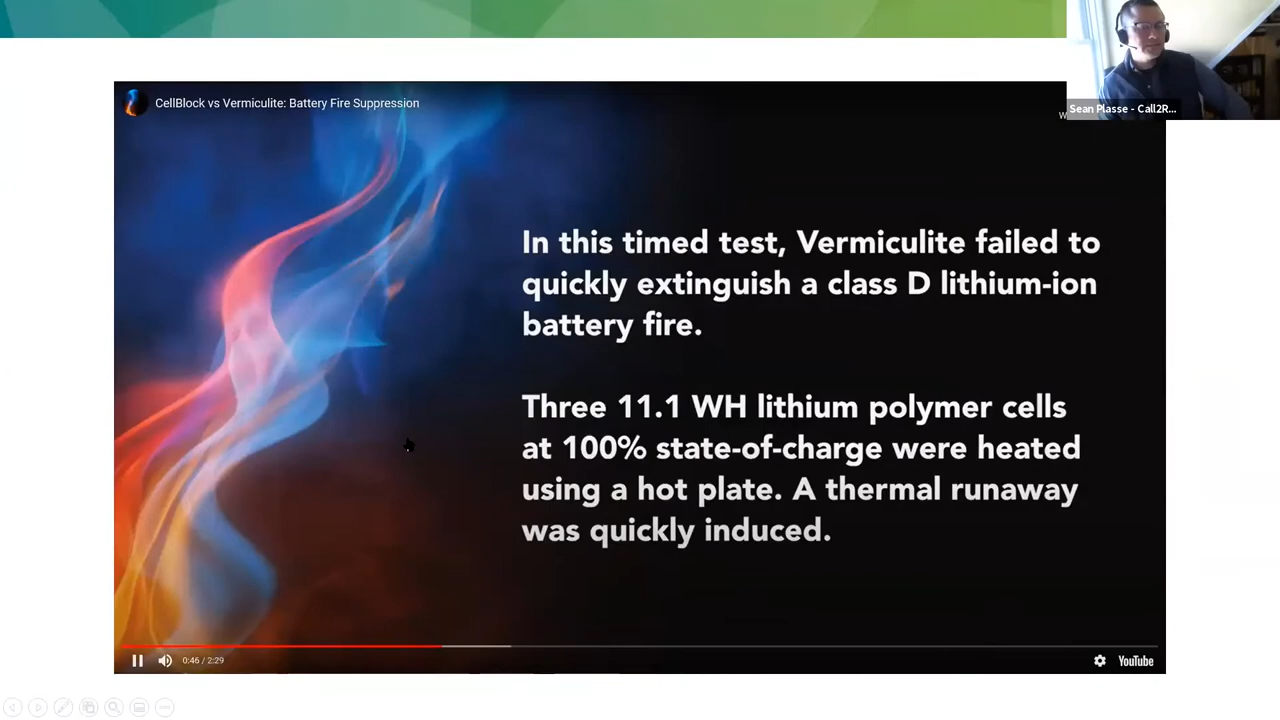 CellBlock vs Vermiculite: Battery Fire Suppression
W
Sean Plasse - Call2R...
In this timed test, Vermiculite failed to
quickly extinguish a class D lithium-ion
battery fire.
Three 11.1 WH lithium polymer cells
at 100% state-of-charge were heated
using a hot plate. A thermal runaway
was quickly induced.
0:46 / 2:29
YouTube